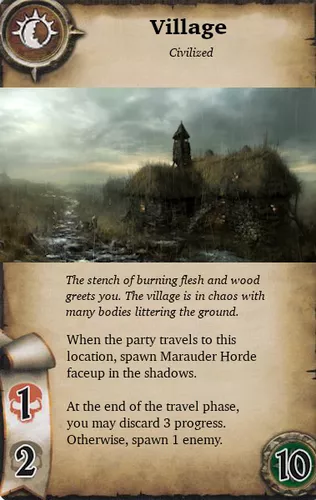 Village
Civilized
The stench of burning flesh and wood
greets you. The village is in chaos with
many bodies littering the ground.
When the party travels to this
location, spawn Marauder Horde
faceup in the shadows.
At the end of the travel phase,
you may discard 3 progress.
Otherwise, spawn 1 enemy.
1
2
10